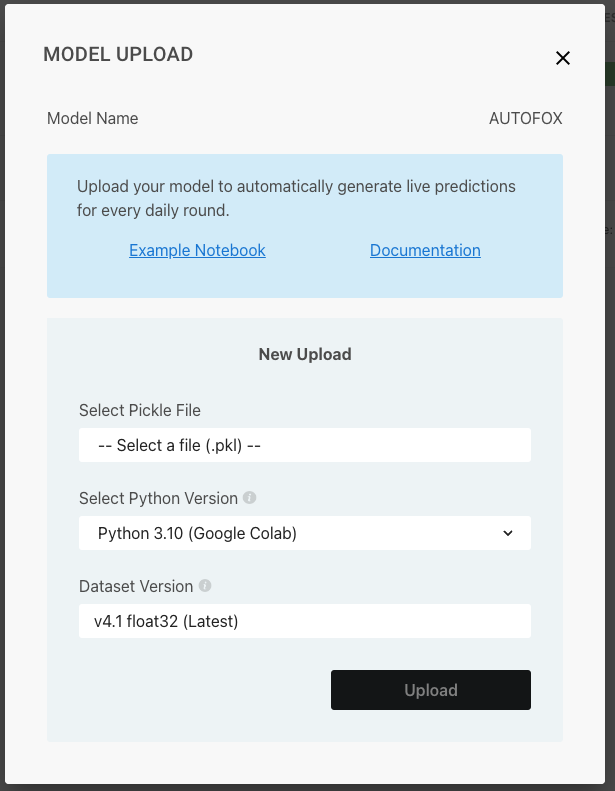 MODEL UPLOAD
Model Name
AUTOFOX
Upload your model to automatically generate live predictions
for every daily round.
Example Notebook
Documentation
New Upload
Select Pickle File
-- Select a file (.pkl) --
Select Python Version
Python 3.10 (Google Colab)
Dataset Version
v4.1 float32 (Latest)
Upload